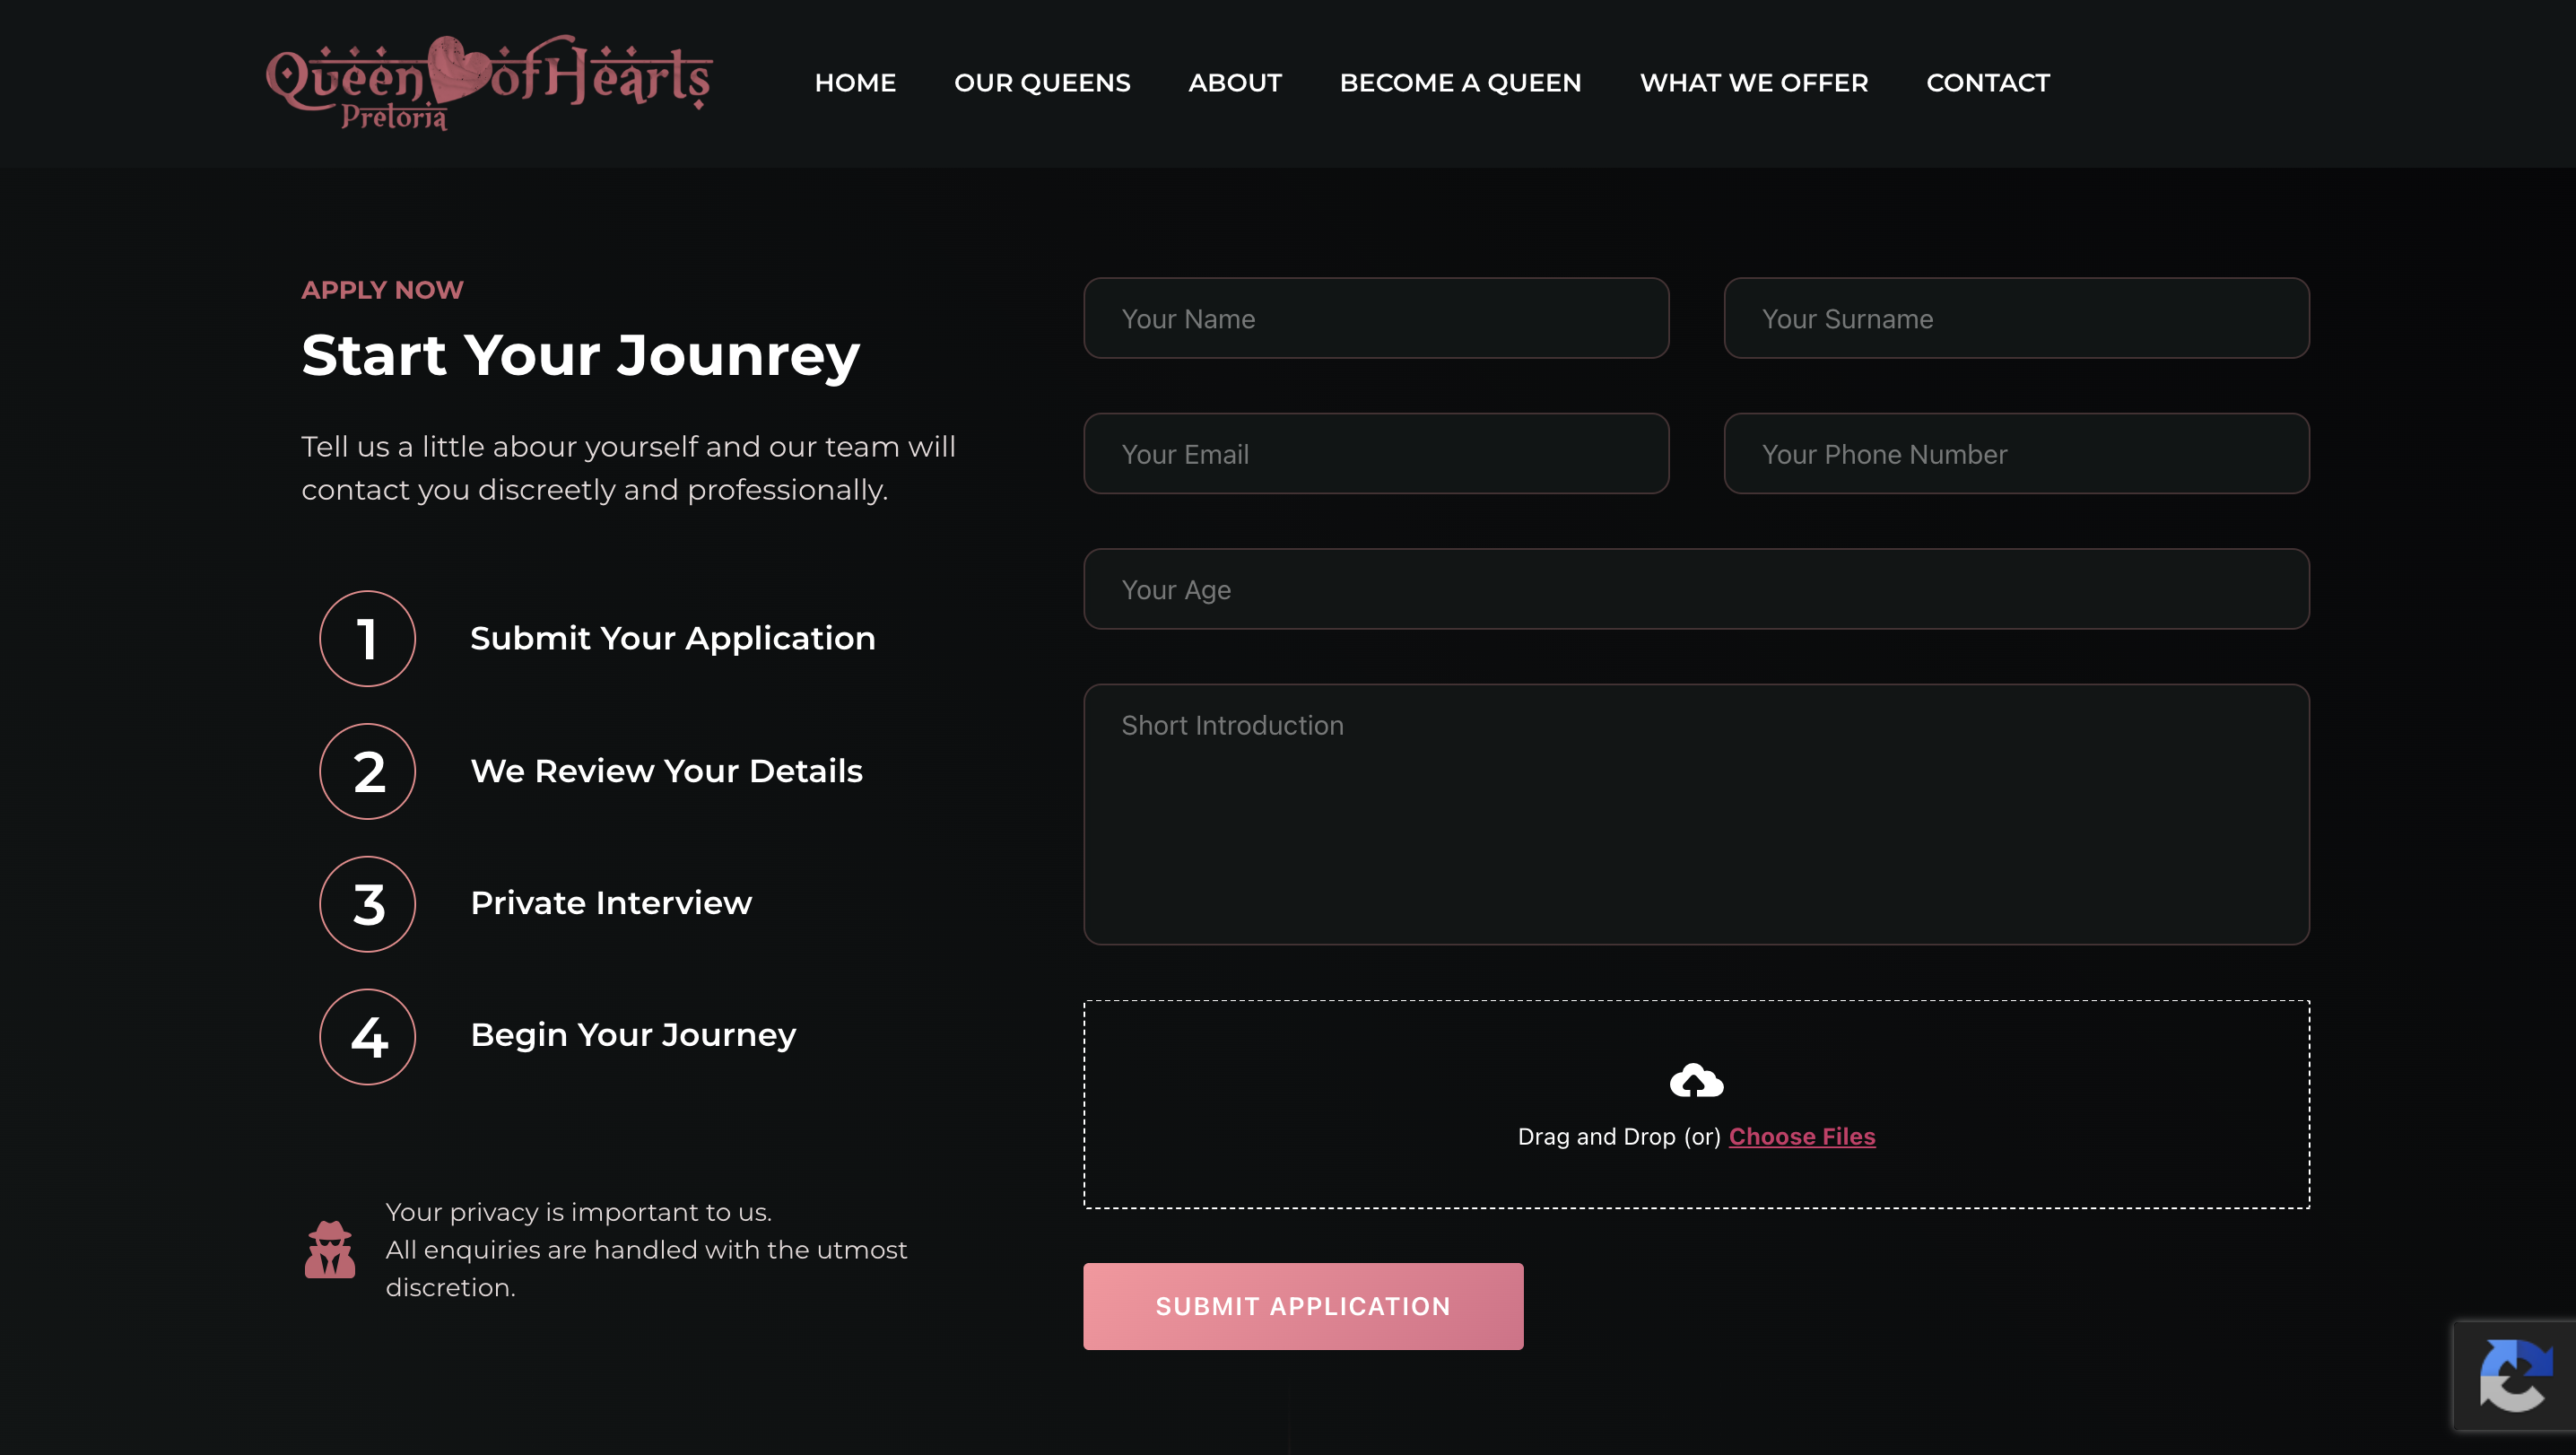 Queen of Hearts
Pretoria
HOME OUR QUEENS ABOUT BECOME A QUEEN WHAT WE OFFER CONTACT
APPLY NOW
Start Your Jounrey
Tell us a little abour yourself and our team will
contact you discreetly and professionally.
1 Submit Your Application
2 We Review Your Details
3 Private Interview
4 Begin Your Journey
Your privacy is important to us.
All enquiries are handled with the utmost
discretion.
Your Name Your Surname
Your Email Your Phone Number
Your Age
Short Introduction
Drag and Drop (or) Choose Files
SUBMIT APPLICATION